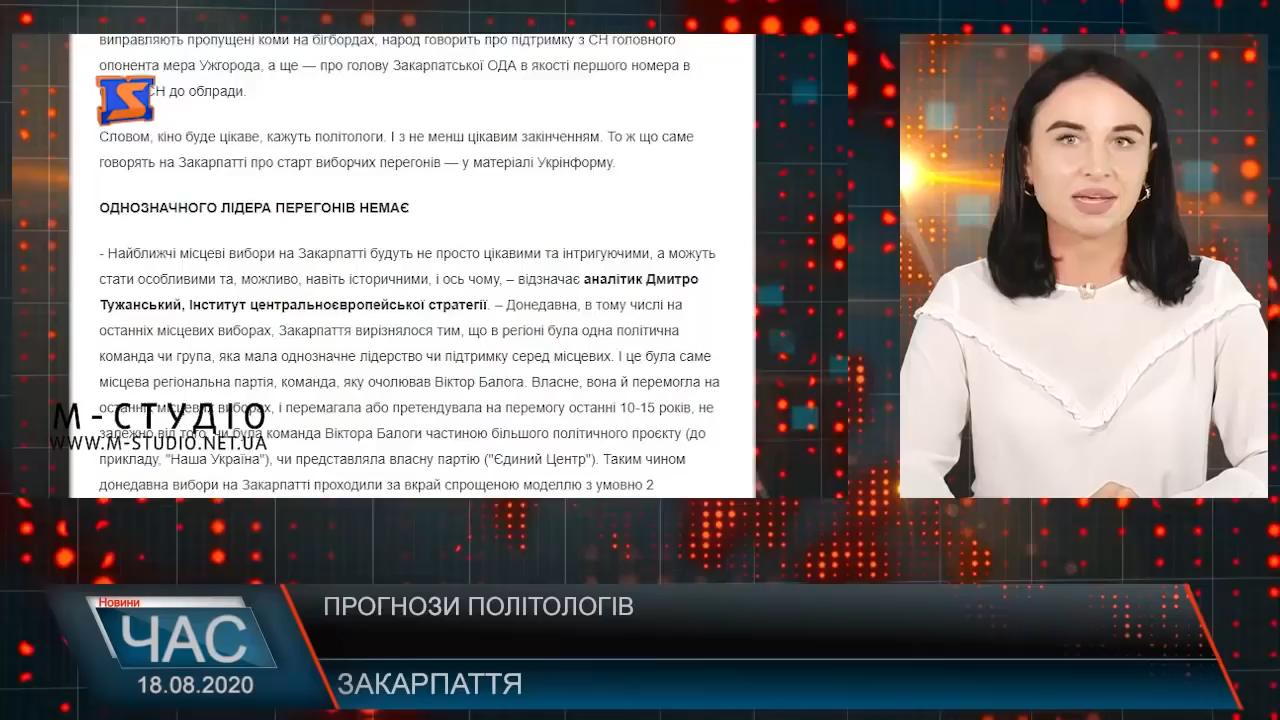 виправляють пропущені коми на бігбордах, народ говорить про підтримку з СН головного
опонента мера Ужгорода, а ще — про голову Закарпатської ОДА в якості першого номера в
СН до облради.
Словом, кіно буде цікаве, кажуть політологи. І з не менш цікавим закінченням. То ж що саме
говорять на Закарпатті про старт виборчих перегонів — у матеріалі Укрінформу.
ОДНОЗНАЧНОГО ЛІДЕРА ПЕРЕГОНІВ НЕМАЄ
- Найближчі місцеві вибори на Закарпатті будуть не просто цікавими та інтригуючими, а можуть
стати особливими та, можливо, навіть історичними, і ось чому, – відзначає аналітик Дмитро
Тужанський, Інститут центральноєвропейської стратегії. – Донедавна, в тому числі на
останніх місцевих виборах, Закарпаття вирізнялося тим, що в регіоні була одна політична
команда чи група, яка мала однозначне лідерство чи підтримку серед місцевих. І це була саме
місцева регіональна партія, команда, яку очолював Віктор Балога. Власне, вона й перемогла на
останніх місцевих виборах, і перемагала або претендувала на перемогу останні 10-15 років, не
залежно від того, чи була команда Віктора Балоги частиною більшого політичного проєкту (до
прикладу, "Наша Україна"), чи представляла власну партію ("Єдиний Центр"). Таким чином
донедавна вибори на Закарпатті проходили за вкрай спрощеною моделлю з умовно 2
М-СТУДІО
WWW.M-STUDIO.NET.UA
Новини
ЧАС
18.08.2020
ПРОГНОЗИ ПОЛІТОЛОГІВ
ЗАКАРПАТТЯ